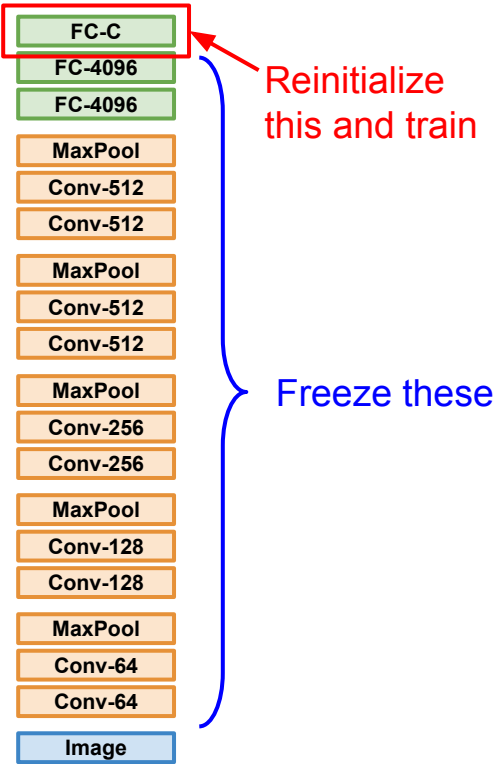 FC-C
FC-4096
FC-4096
MaxPool
Conv-512
Conv-512
MaxPool
Conv-512
Conv-512
MaxPool
Conv-256
Conv-256
MaxPool
Conv-128
Conv-128
MaxPool
Conv-64
Conv-64
Image
Reinitialize
this and train
Freeze these